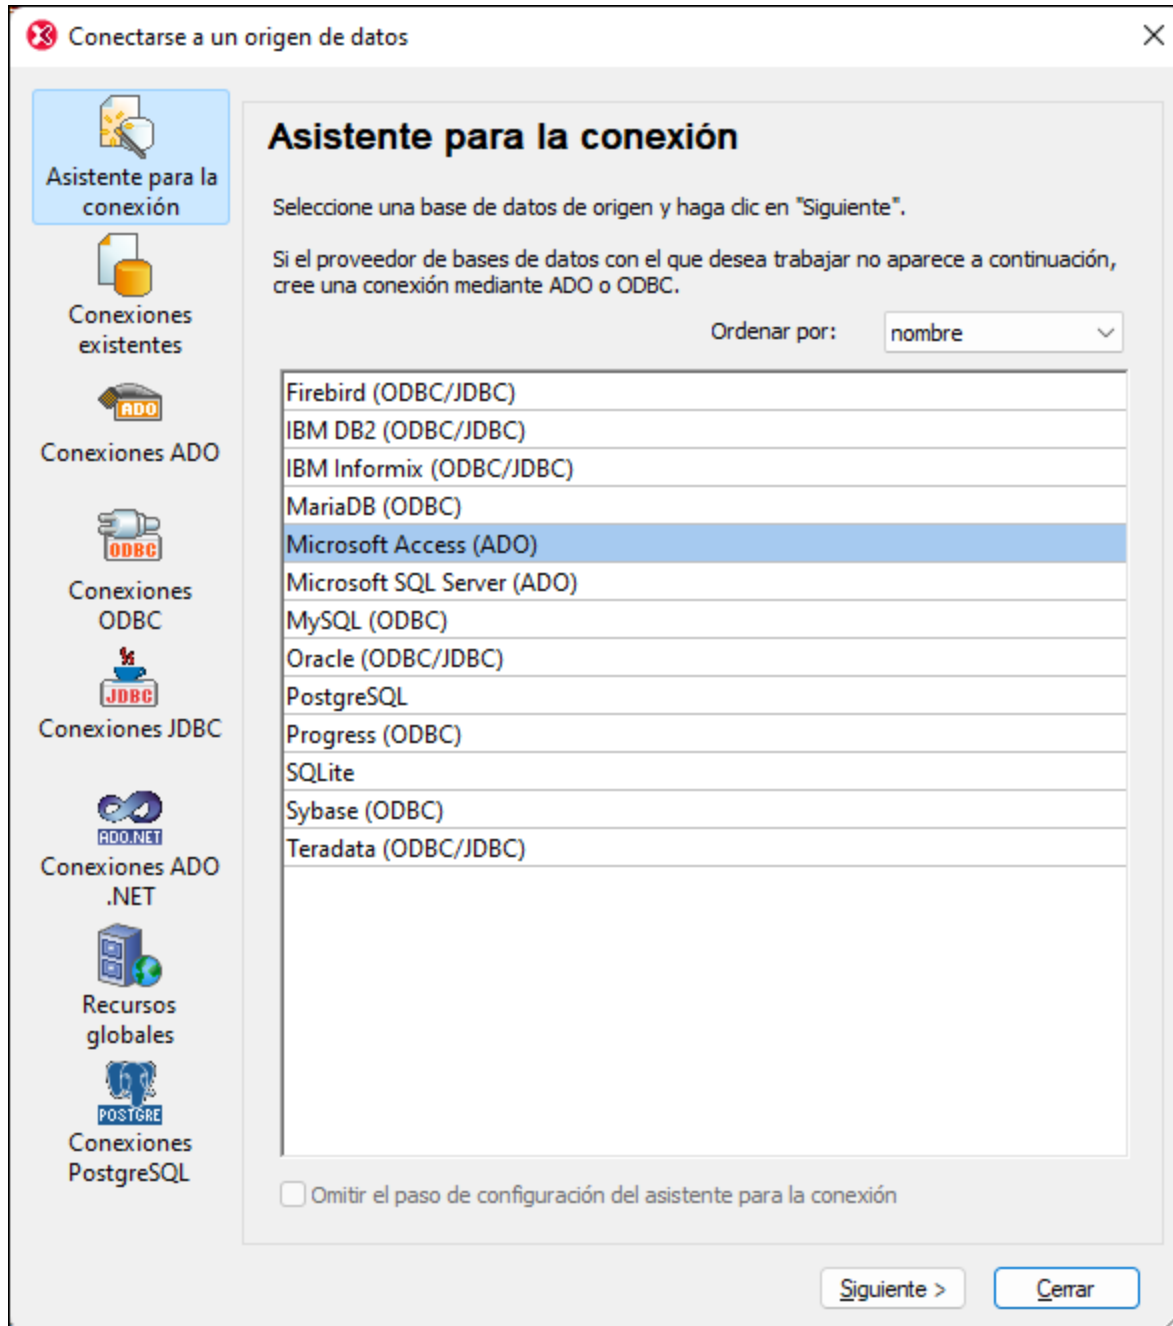 Conectarse a un origen de datos
Asistente para la
conexión
Conexiones
existentes
ADO
Conexiones ADO
ODBC
Conexiones
ODBC
JDBC
Conexiones JDBC
ADO.NET
Conexiones ADO
.NET
Recursos
globales
POSTGRE
Conexiones
PostgreSQL
Asistente para la conexión
Seleccione una base de datos de origen y haga clic en "Siguiente".
Si el proveedor de bases de datos con el que desea trabajar no aparece a continuación,
cree una conexión mediante ADO o ODBC.
Ordenar por: nombre
Firebird (ODBC/JDBC)
IBM DB2 (ODBC/JDBC)
IBM Informix (ODBC/JDBC)
MariaDB (ODBC)
Microsoft Access (ADO)
Microsoft SQL Server (ADO)
MySQL (ODBC)
Oracle (ODBC/JDBC)
PostgreSQL
Progress (ODBC)
SQLite
Sybase (ODBC)
Teradata (ODBC/JDBC)
Omitir el paso de configuración del asistente para la conexión
Siguiente > Cerrar